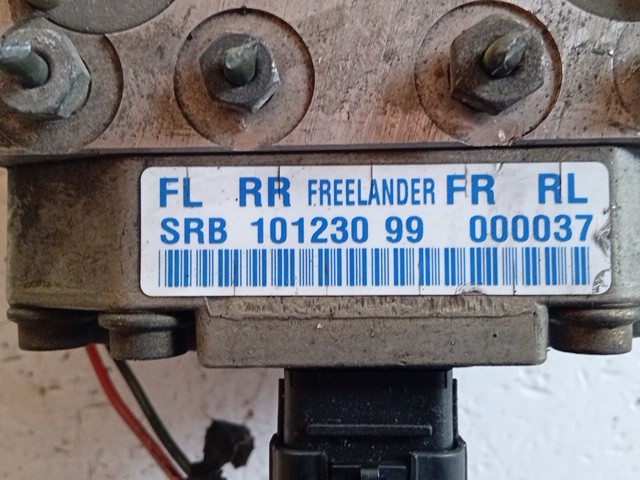 FL RR FREELANDER FR RL
SRB 101230 99 000037